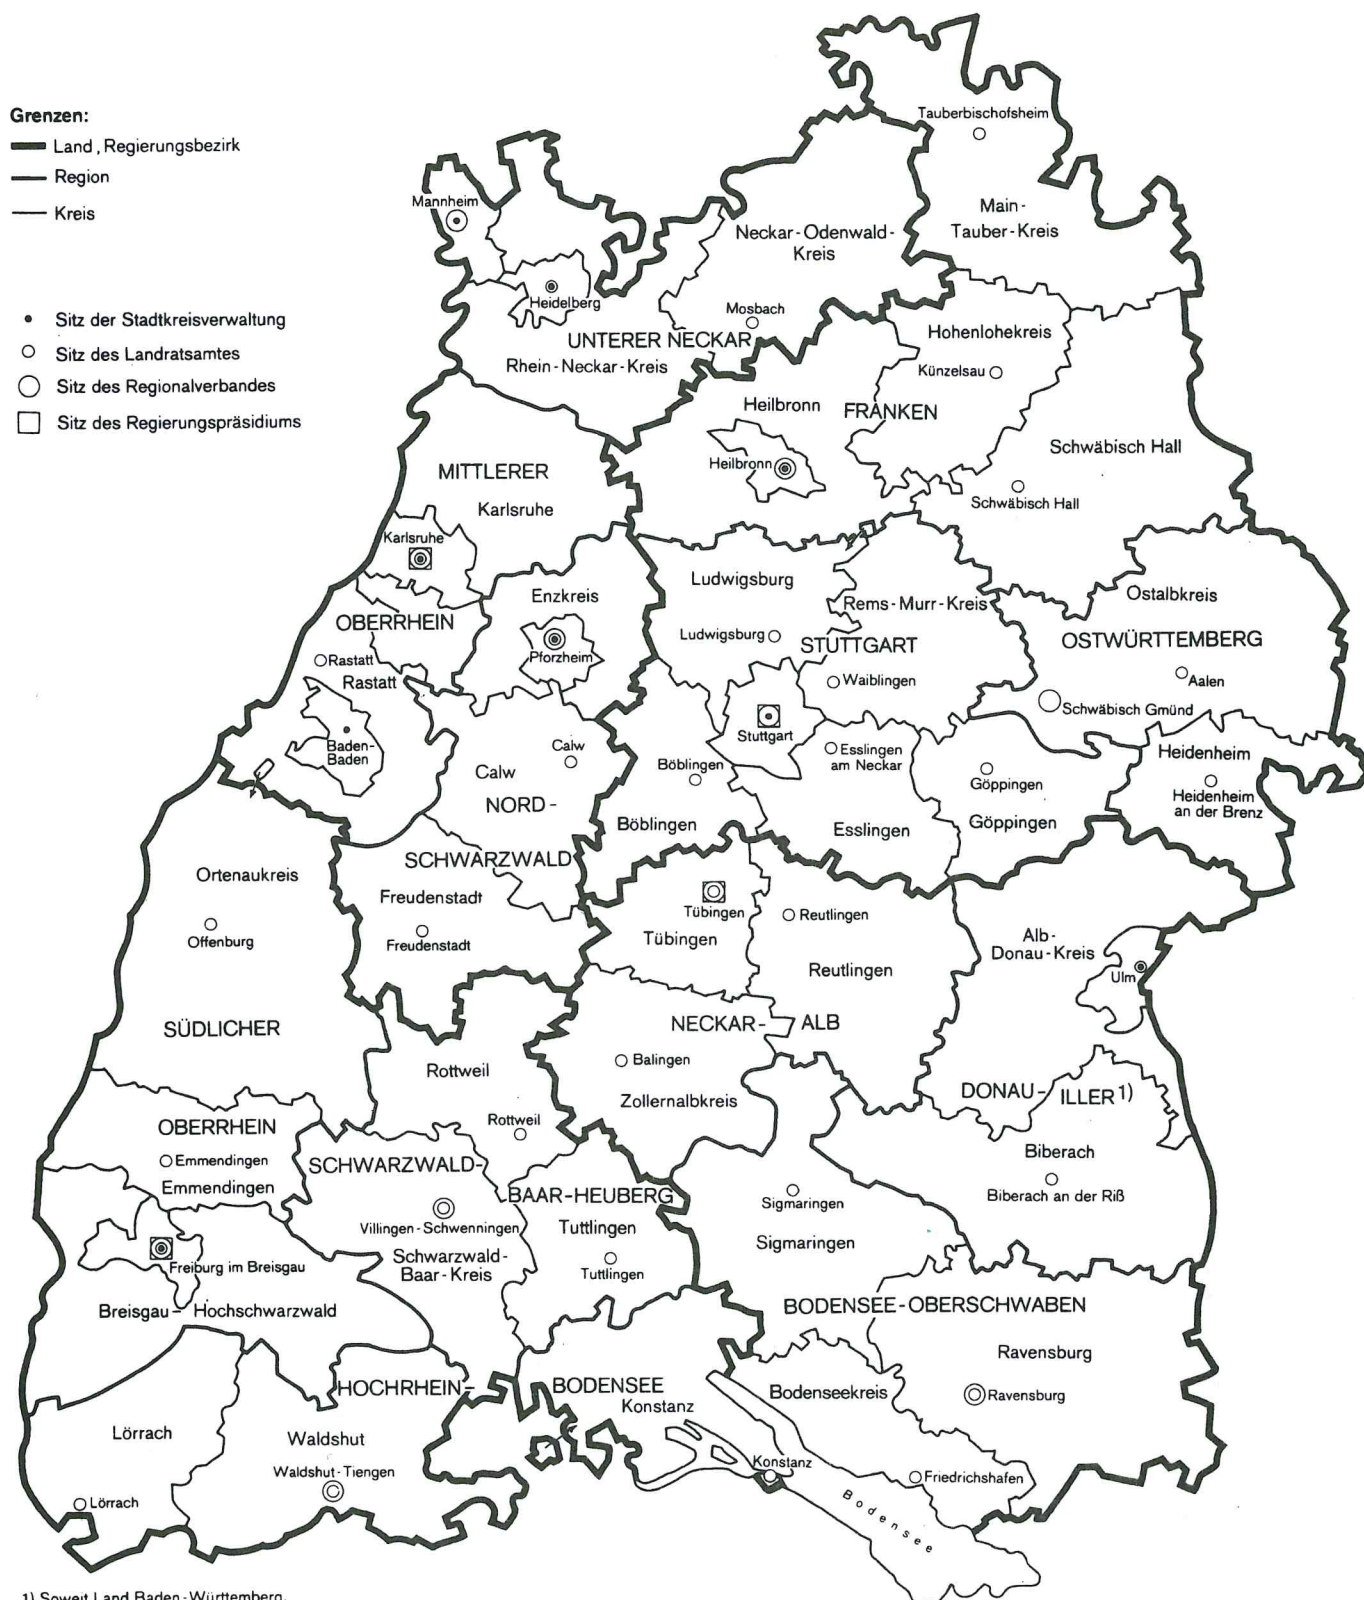 Grenzen:
Land, Regierungsbezirk
Region
Kreis
Sitz der Stadtkreisverwaltung
Sitz des Landratsamtes
Sitz des Regionalverbandes
Sitz des Regierungspräsidiums
Tauberbischofsheim
Main-
Tauber-Kreis
Mannheim
Neckar-Odenwald-
Kreis
Heidelberg
Mosbach
UNTERER NECKAR
Rhein-Neckar-Kreis
Hohenlohekreis
Künzelsau
Heilbronn
FRANKEN
Heilbronn
Schwäbisch Hall
Schwäbisch Hall
MITTLERER
Karlsruhe
Karlsruhe
Enzkreis
Pforzheim
OBERRHEIN
Rastatt
Rastatt
Baden-
Baden
Ludwigsburg
Ludwigsburg
Rems-Murr-Kreis
STUTTGART
Waiblingen
Stuttgart
Ostalbkreis
OSTWÜRTTEMBERG
Aalen
Schwäbisch Gmünd
Heidenheim
Heidenheim
an der Brenz
Calw
Calw
NORD-
SCHWARZWALD
Böblingen
Böblingen
Esslingen
am Neckar
Esslingen
Göppingen
Göppingen
Freudenstadt
Freudenstadt
Ortenaukreis
Offenburg
SÜDLICHER
Tübingen
Tübingen
Reutlingen
Reutlingen
Alb-
Donau-Kreis
Ulm
NECKAR-ALB
Balingen
Zollernalbkreis
Rottweil
Rottweil
DONAU-ILLER 1)
Biberach
Biberach an der Riß
OBERRHEIN
Emmendingen
Emmendingen
SCHWARZWALD-
BAAR-HEUBERG
Villingen-Schwenningen
Schwarzwald-
Baar-Kreis
Tuttlingen
Tuttlingen
Sigmaringen
Sigmaringen
Freiburg im Breisgau
Breisgau-Hochschwarzwald
BODENSEE-OBERSCHWABEN
Ravensburg
Ravensburg
Bodenseekreis
HOCHRHEIN-
BODENSEE
Konstanz
Lörrach
Lörrach
Waldshut
Waldshut-Tiengen
Konstanz
Friedrichshafen
Bodensee
1) Soweit Land Baden-Württemberg.